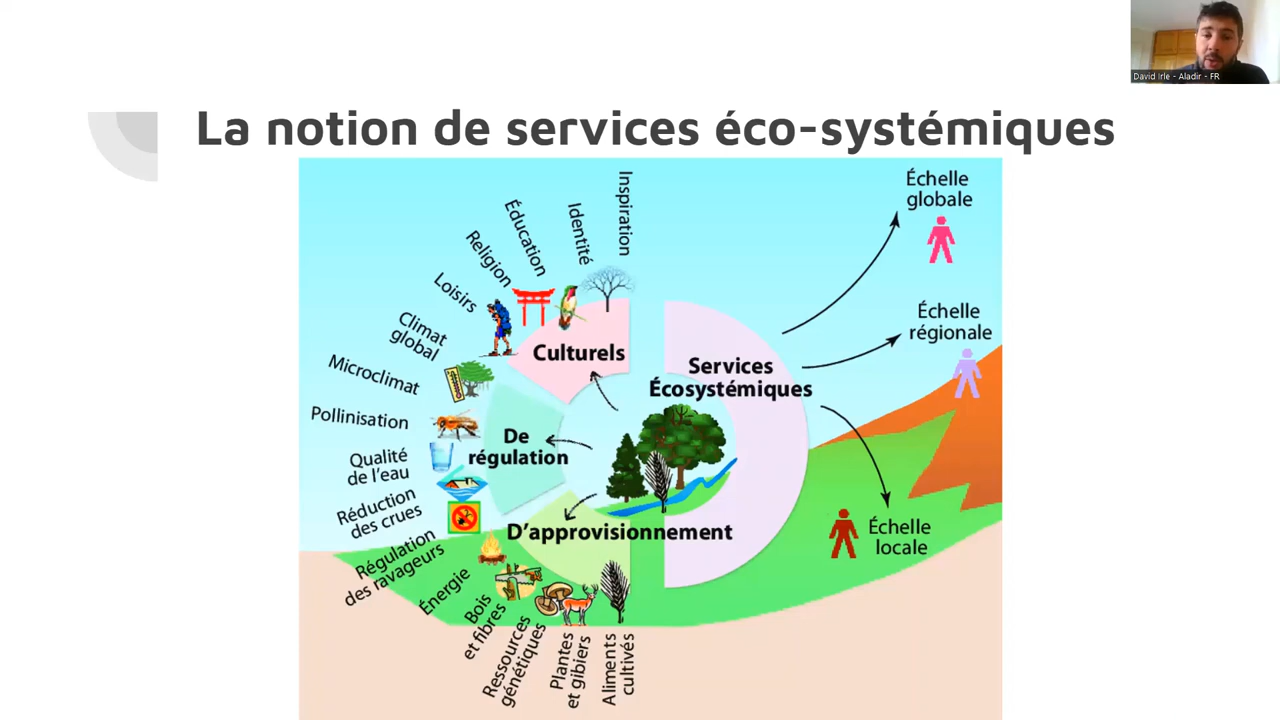 David Irle - Aladir - FR
La notion de services éco-systémiques
Inspiration
Identité
Éducation
Religion
Loisirs
Climat
global
Microclimat
Pollinisation
Qualité
de l'eau
Réduction
des crues
Régulation
des ravageurs
Énergie
Bois
et fibres
Ressources
génétiques
Plantes
et gibiers
Aliments
cultivés
Culturels
De
régulation
D'approvisionnement
Services
Écosystémiques
Échelle
globale
Échelle
régionale
Échelle
locale